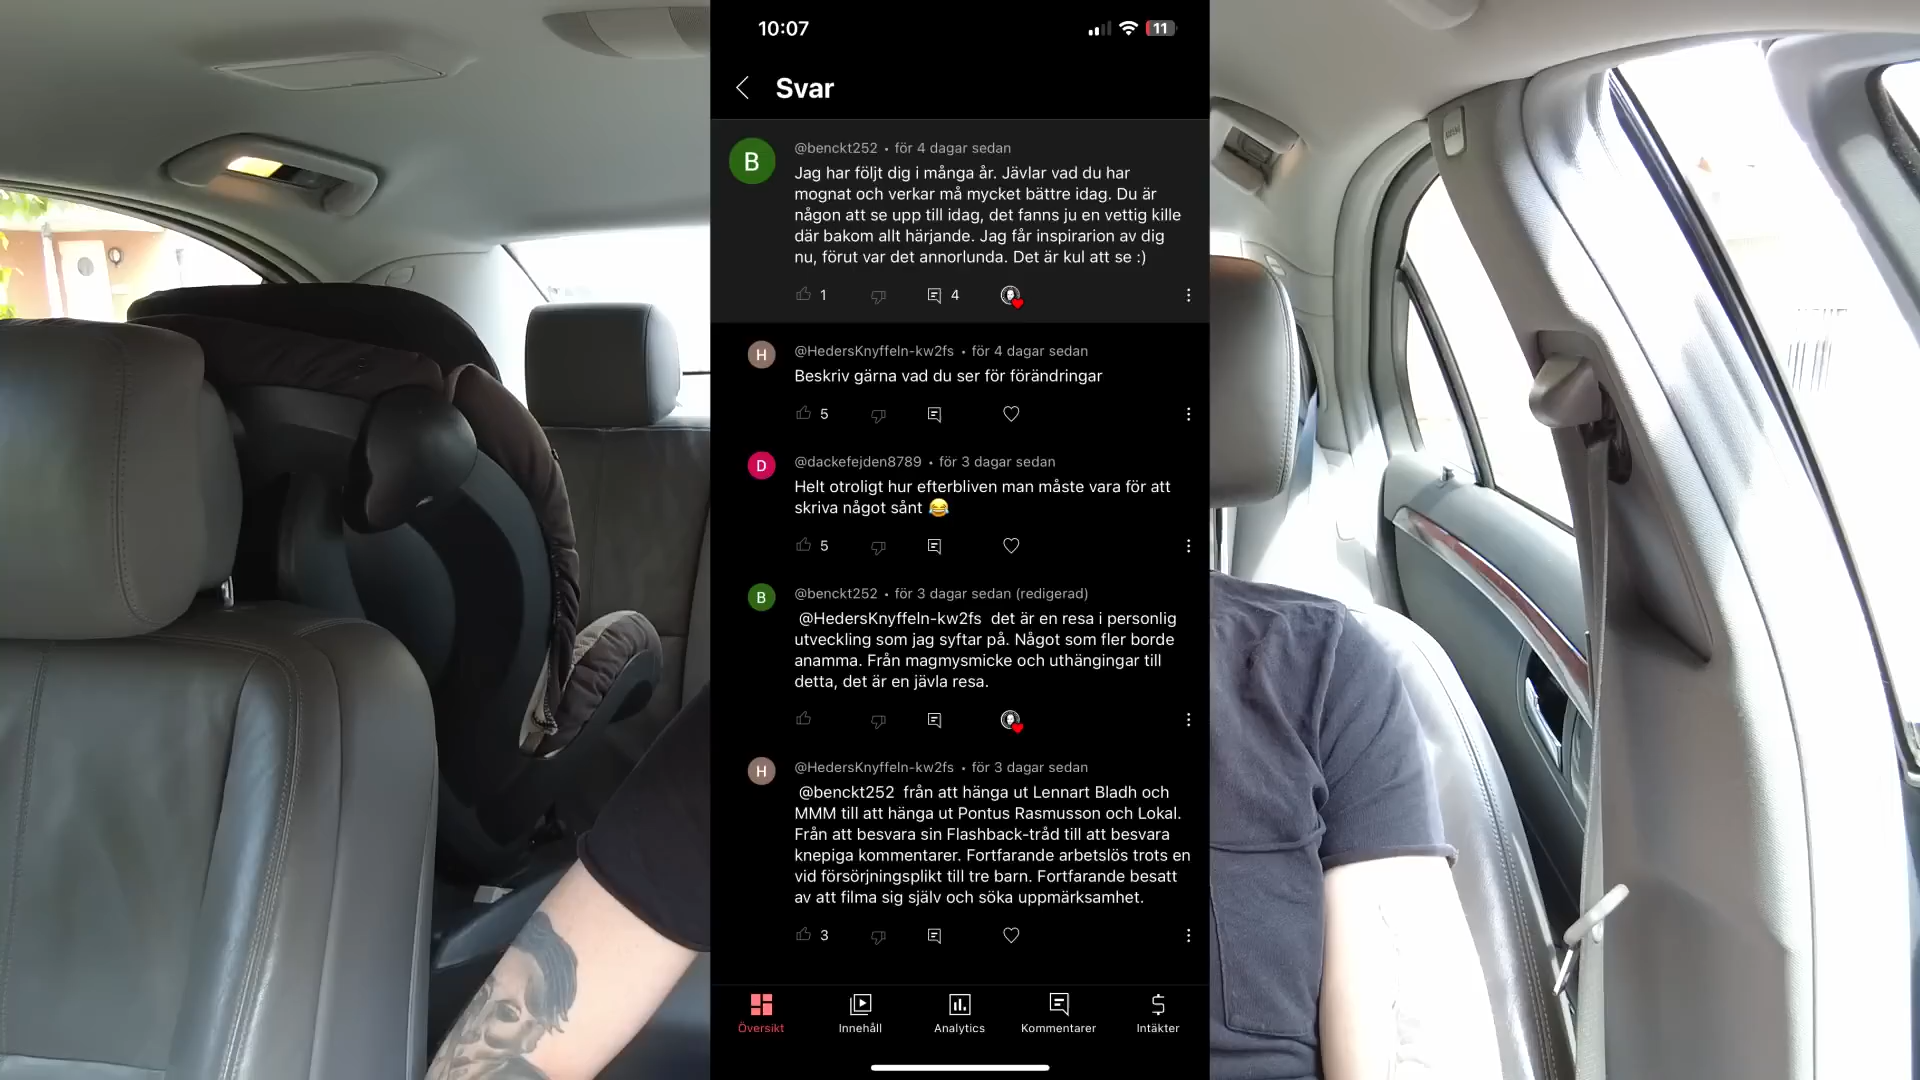 10:07
11
Svar
B
@benckt252 • för 4 dagar sedan
Jag har följt dig i många år. Jävlar vad du har
mognat och verkar må mycket bättre idag. Du är
någon att se upp till idag, det fanns ju en vettig kille
där bakom allt härjande. Jag får inspirarion av dig
nu, förut var det annorlunda. Det är kul att se :)
1
4
H
@HedersKnyffeln-kw2fs • för 4 dagar sedan
Beskriv gärna vad du ser för förändringar
5
D
@dackefejden8789 • för 3 dagar sedan
Helt otroligt hur efterbliven man måste vara för att
skriva något sånt 😂
5
B
@benckt252 • för 3 dagar sedan (redigerad)
@HedersKnyffeln-kw2fs det är en resa i personlig
utveckling som jag syftar på. Något som fler borde
anamma. Från magmysmicke och uthängingar till
detta, det är en jävla resa.
H
@HedersKnyffeln-kw2fs • för 3 dagar sedan
@benckt252 från att hänga ut Lennart Bladh och
MMM till att hänga ut Pontus Rasmusson och Lokal.
Från att besvara sin Flashback-tråd till att besvara
knepiga kommentarer. Fortfarande arbetslös trots en
vid försörjningsplikt till tre barn. Fortfarande besatt
av att filma sig själv och söka uppmärksamhet.
3
Översikt
Innehåll
Analytics
Kommentarer
Intäkter